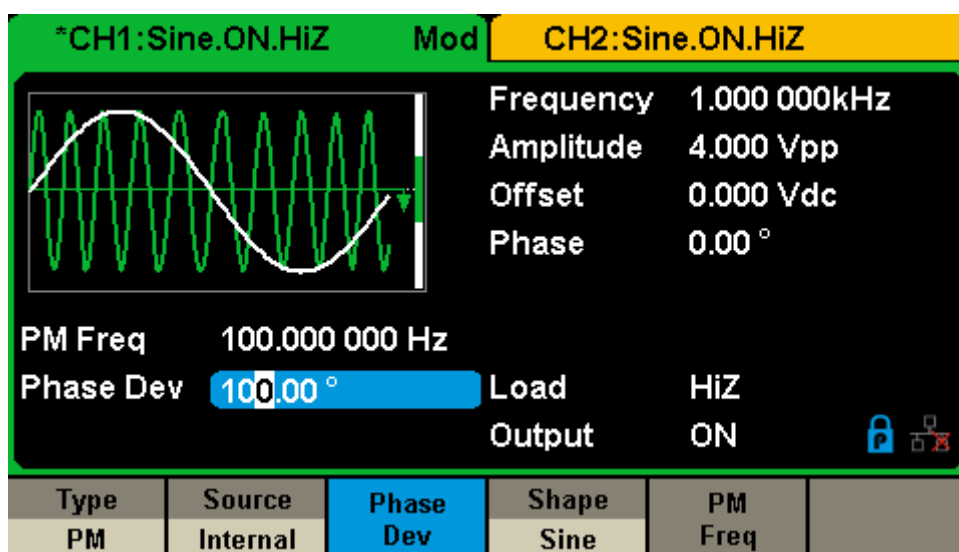 *CH1:Sine.ON.HiZ Mod CH2:Sine.ON.HiZ
Frequency 1.000 000kHz
Amplitude 4.000 Vpp
Offset 0.000 Vdc
Phase 0.00 °
PM Freq 100.000 000 Hz
Phase Dev 100.00 °
Load HiZ
Output ON
P
Type Source Phase Dev Shape PM Freq
PM Internal Sine